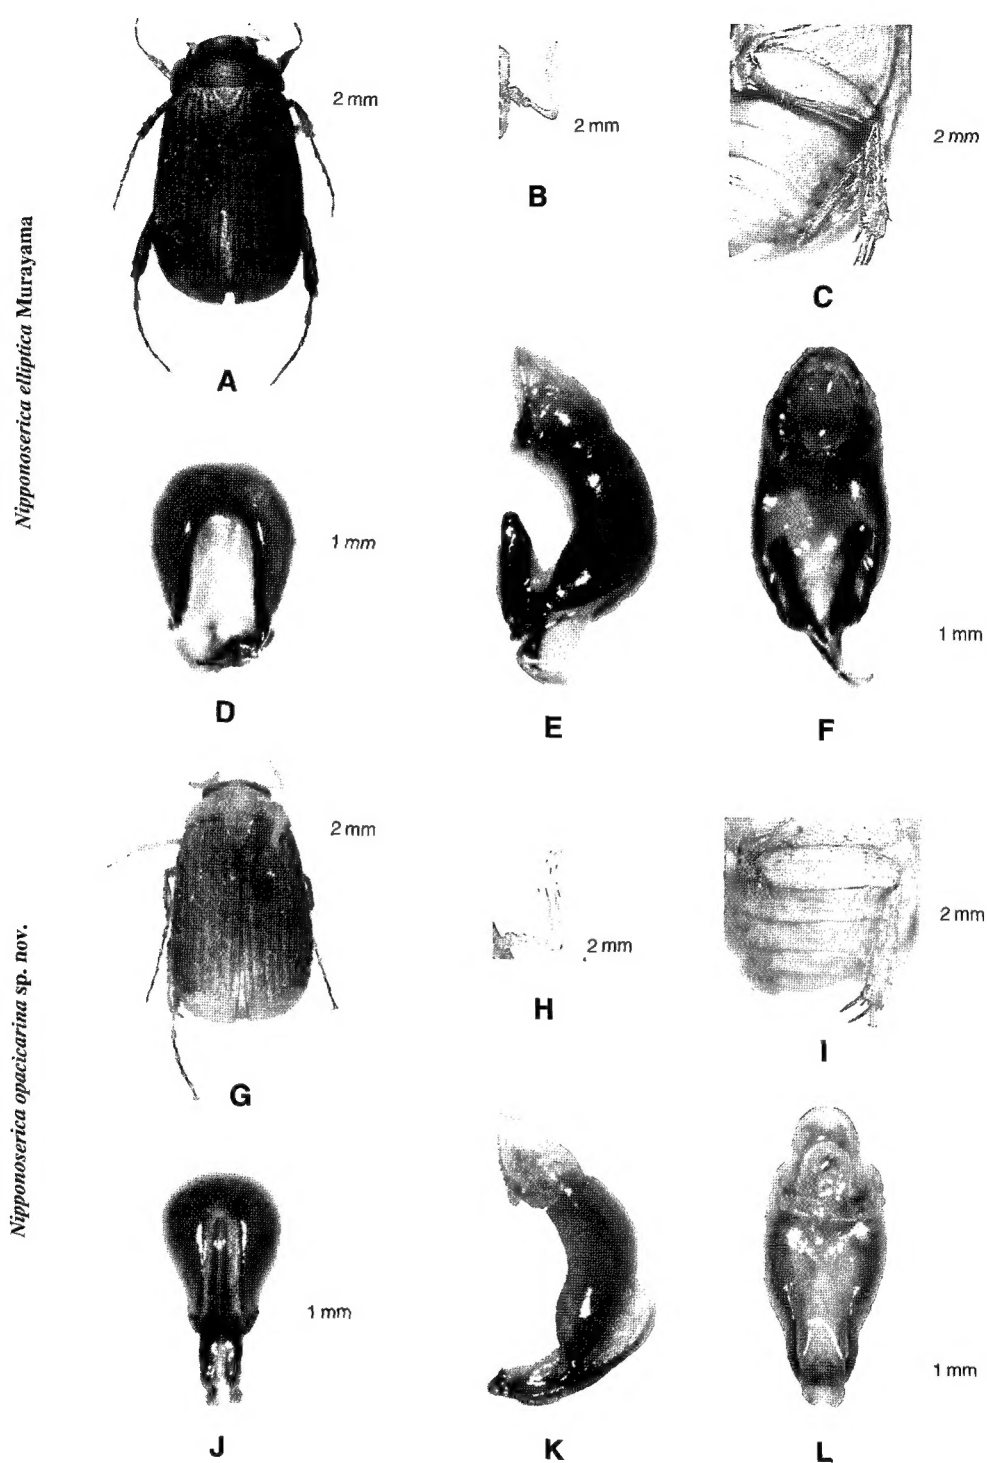 Nipponoserica elliptica Murayama
2 mm
A
2 mm
B
2 mm
C
1 mm
D
E
1 mm
F
Nipponoserica opacicarina sp. nov.
2 mm
G
2 mm
H
2 mm
I
1 mm
J
K
1 mm
L